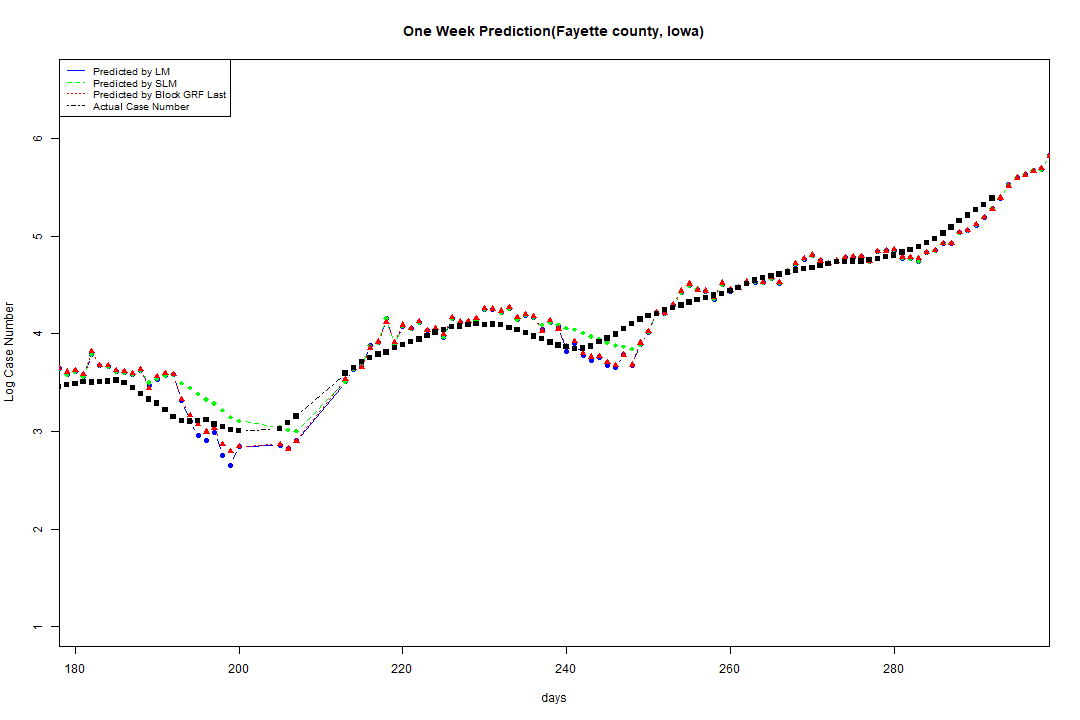 One Week Prediction(Fayette county, Iowa)
Predicted by LM
Predicted by SLM
Predicted by Block GRF Last
Actual Case Number
6
5
4
3
2
1
Log Case Number
180 200 220 240 260 280
days